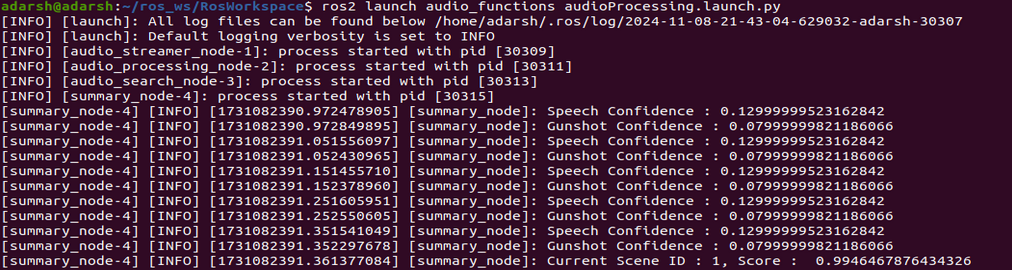 adarsh@adarsh:~/ros_ws/RosWorkspace$ ros2 launch audio_functions audioProcessing.launch.py
[INFO] [launch]: All log files can be found below /home/adarsh/.ros/log/2024-11-08-21-43-04-629032-adarsh-30307
[INFO] [launch]: Default logging verbosity is set to INFO
[INFO] [audio_streamer_node-1]: process started with pid [30309]
[INFO] [audio_processing_node-2]: process started with pid [30311]
[INFO] [audio_search_node-3]: process started with pid [30313]
[INFO] [summary_node-4]: process started with pid [30315]
[summary_node-4] [INFO] [1731082390.972478905] [summary_node]: Speech Confidence : 0.12999999523162842
[summary_node-4] [INFO] [1731082390.972849895] [summary_node]: Gunshot Confidence : 0.07999999821186066
[summary_node-4] [INFO] [1731082391.051556097] [summary_node]: Speech Confidence : 0.12999999523162842
[summary_node-4] [INFO] [1731082391.052430965] [summary_node]: Gunshot Confidence : 0.07999999821186066
[summary_node-4] [INFO] [1731082391.151455710] [summary_node]: Speech Confidence : 0.12999999523162842
[summary_node-4] [INFO] [1731082391.152378960] [summary_node]: Gunshot Confidence : 0.07999999821186066
[summary_node-4] [INFO] [1731082391.251605951] [summary_node]: Speech Confidence : 0.12999999523162842
[summary_node-4] [INFO] [1731082391.252550605] [summary_node]: Gunshot Confidence : 0.07999999821186066
[summary_node-4] [INFO] [1731082391.351541049] [summary_node]: Speech Confidence : 0.12999999523162842
[summary_node-4] [INFO] [1731082391.352297678] [summary_node]: Gunshot Confidence : 0.07999999821186066
[summary_node-4] [INFO] [1731082391.361377084] [summary_node]: Current Scene ID : 1, Score :  0.9946467876434326